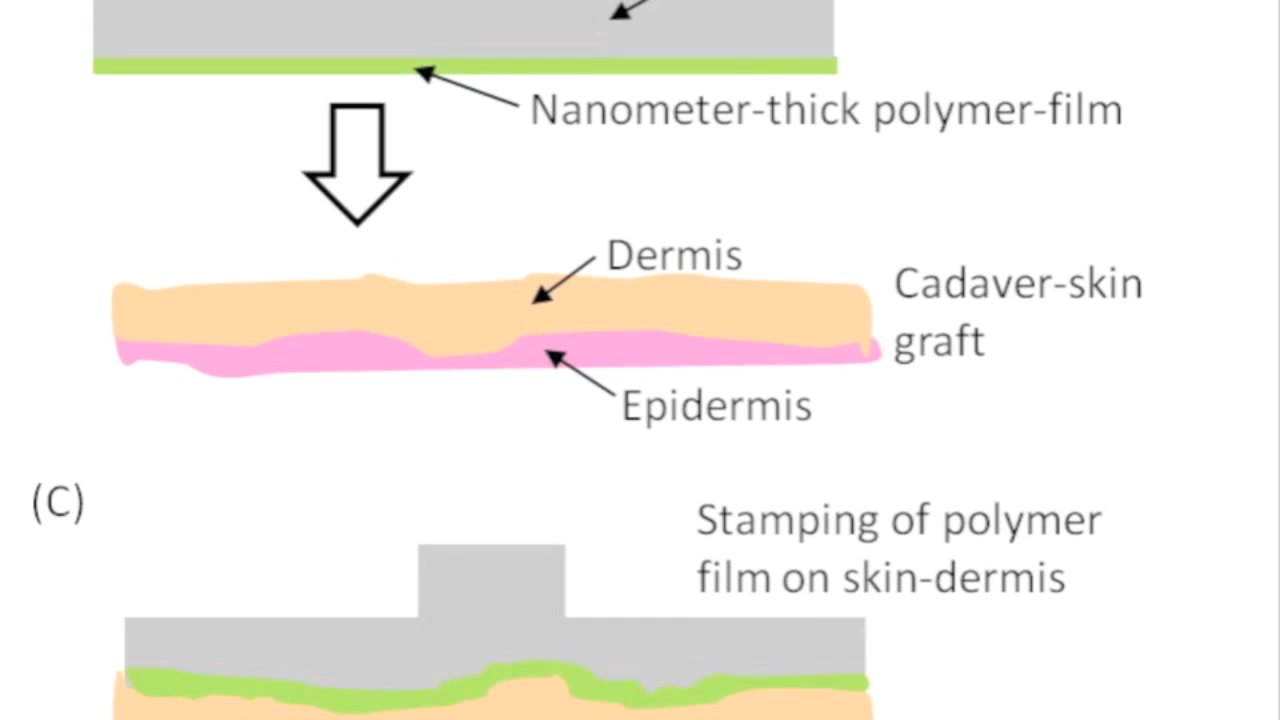 Nanometer-thick polymer-film
Dermis
Cadaver-skin
graft
Epidermis
(C)
Stamping of polymer
film on skin-dermis